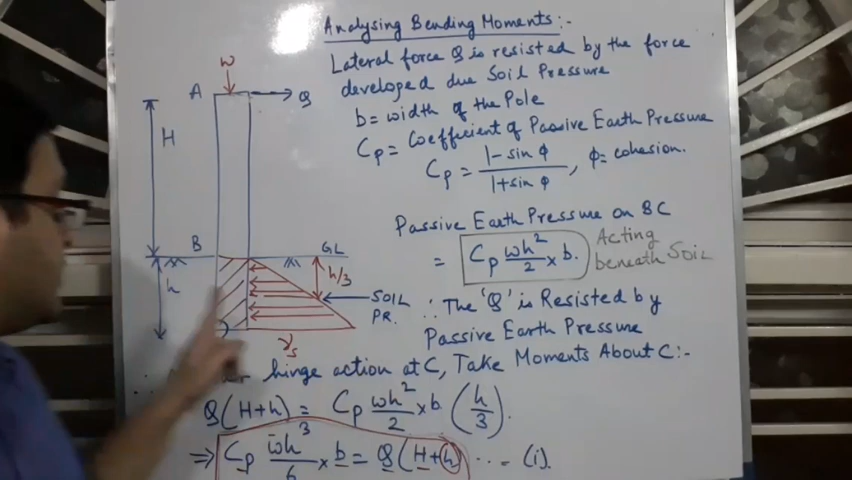 Analysing Bending Moments:-
Lateral force Q is resisted by the force
developed due Soil Pressure
b = width of the Pole
Cp = Coefficient of Passive Earth Pressure
Cp = 1 - sin φ / 1 + sin φ , φ = cohesion.
Passive Earth Pressure on BC
= Cp wh²/2 × b.
Acting
beneath Soil
∴ The 'Q' is Resisted by
Passive Earth Pressure
hinge action at C, Take Moments About C:-
Q(H+h) = Cp wh²/2 × b (h/3).
⇒ Cp wh³/6 × b = Q(H+h) ---- (i).
W
A
Q
H
B
GL
h
h/3
SOIL
PR.